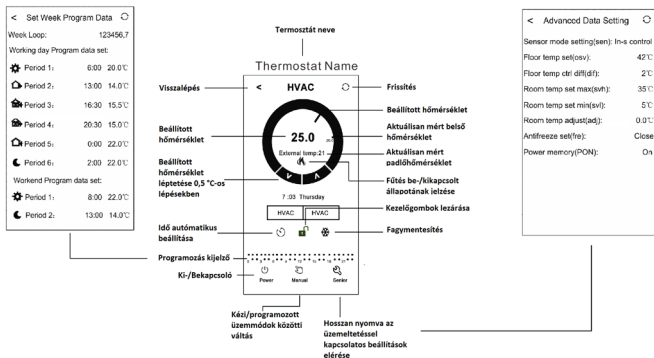 < Set Week Program Data
Week Loop: 123456,7
Working day Program data set:
Period 1: 6:00 20.0℃
Period 2: 13:00 14.0℃
Period 3: 16:30 15.5℃
Period 4: 20:30 15.0℃
Period 5: 0:00 22.0℃
Period 6: 2:00 22.0℃
Workend Program data set:
Period 1: 8:00 22.0℃
Period 2: 13:00 14.0℃
Termosztát neve
Thermostat Name
Visszalépés
< HVAC
Frissítés
Beállított hőmérséklet
Beállított
hőmérséklet
25.0
Aktuálisan mért belső
hőmérséklet
External temp:21
Aktuálisan mért
padlőhőmérséklet
Beállított
hőmérséklet
léptetése 0,5 °C-os
lépésekben
Fűtés be-/kikapcsolt
állapotának jelzése
7 :03 Thursday
HVAC HVAC
Kezelőgombok lezárása
Idő automatikus
beállítása
Fagymentesítés
Programozás kijelző
0 3 6 9 12 15 18 21
Ki-/Bekapcsoló
Power Manual Senior
Kézi/programozott
üzemmódok közötti
váltás
Hosszan nyomva az
üzemeltetéssel
kapcsolatos beállítások
elérése
< Advanced Data Setting
Sensor mode setting(sen): In-s control
Floor temp set(osv): 42℃
Floor temp ctrl diff(dif): 2℃
Room temp set max(svh): 35℃
Room temp set min(svl): 5℃
Room temp adjust(adj): 0.0℃
Antifreeze set(fre): Close
Power memory(PON): On